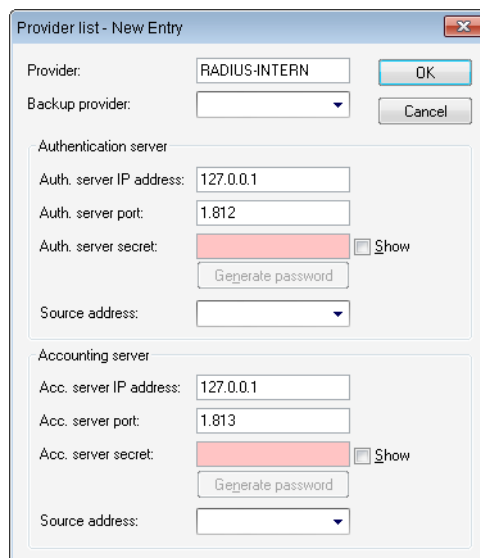 Provider list - New Entry
Provider: RADIUS-INTERN OK
Backup provider: Cancel
Authentication server
Auth. server IP address: 127.0.0.1
Auth. server port: 1.812
Auth. server secret: Show
Generate password
Source address:
Accounting server
Acc. server IP address: 127.0.0.1
Acc. server port: 1.813
Acc. server secret: Show
Generate password
Source address: